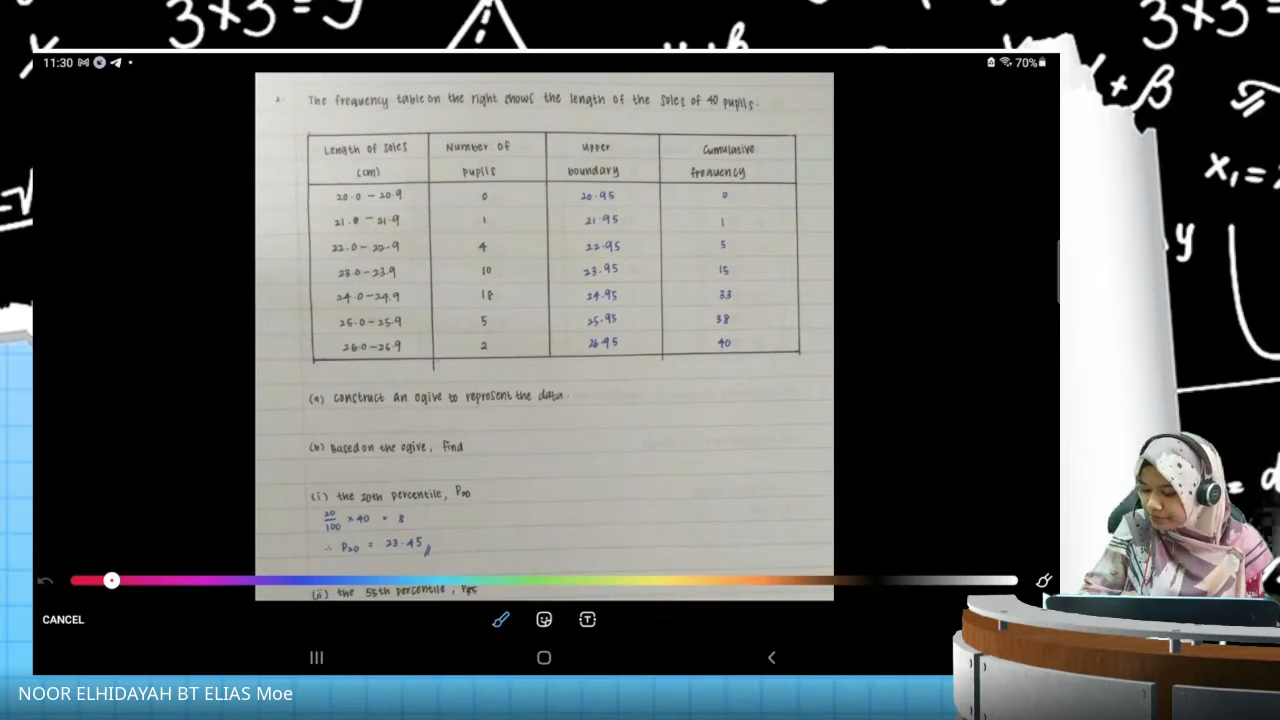 3x3=9
3x3=
x+β
11:30
70%
2. The frequency table on the right shows the length of the soles of 40 pupils.
Length of soles (cm) Number of pupils Upper boundary Cumulative frequency
20.0 - 20.9 0 20.95 0
21.0 - 21.9 1 21.95 1
22.0 - 22.9 4 22.95 5
23.0 - 23.9 10 23.95 15
24.0 - 24.9 18 24.95 33
25.0 - 25.9 5 25.95 38
26.0 - 26.9 2 26.95 40
(a) Construct an ogive to represent the data.
(b) Based on the ogive, find
(i) the 20th percentile, P20
20/100 × 40 = 8
∴ P20 = 23.45
(ii) the 55th percentile,
CANCEL
x₁=
y
NOOR ELHIDAYAH BT ELIAS Moe